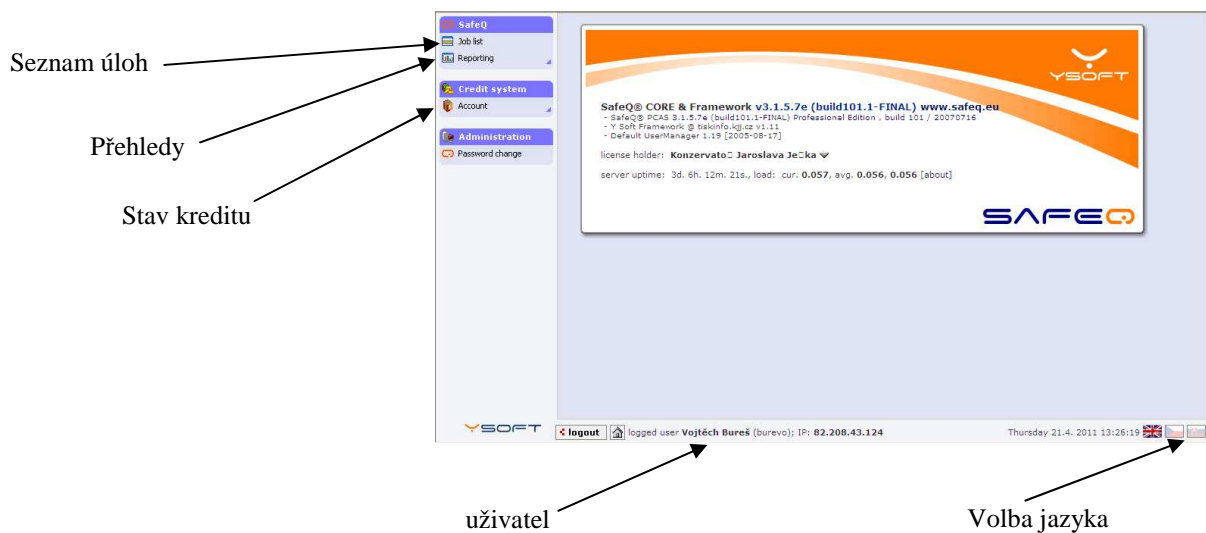 SafeQ
Job list
Reporting
Credit system
Account
Administration
Password change
Seznam úloh
Přehledy
Stav kreditu
YSOFT
SafeQ® CORE & Framework v3.1.5.7e (build101.1-FINAL) www.safeq.eu
- SafeQ® PCAS 3.1.5.7e (build101.1-FINAL) Professional Edition , build 101 / 20070716
- Y Soft Framework @ tiskinfo.kjj.cz v1.11
- Default UserManager 1.19 [2005-08-17]
license holder: Konzervato□ Jaroslava Je□ka
server uptime: 3d. 6h. 12m. 21s., load: cur. 0.057, avg. 0.056, 0.056 [about]
SAFEQ
YSOFT
logout logged user Vojtěch Bureš (burevo); IP: 82.208.43.124
Thursday 21.4. 2011 13:26:19
uživatel
Volba jazyka